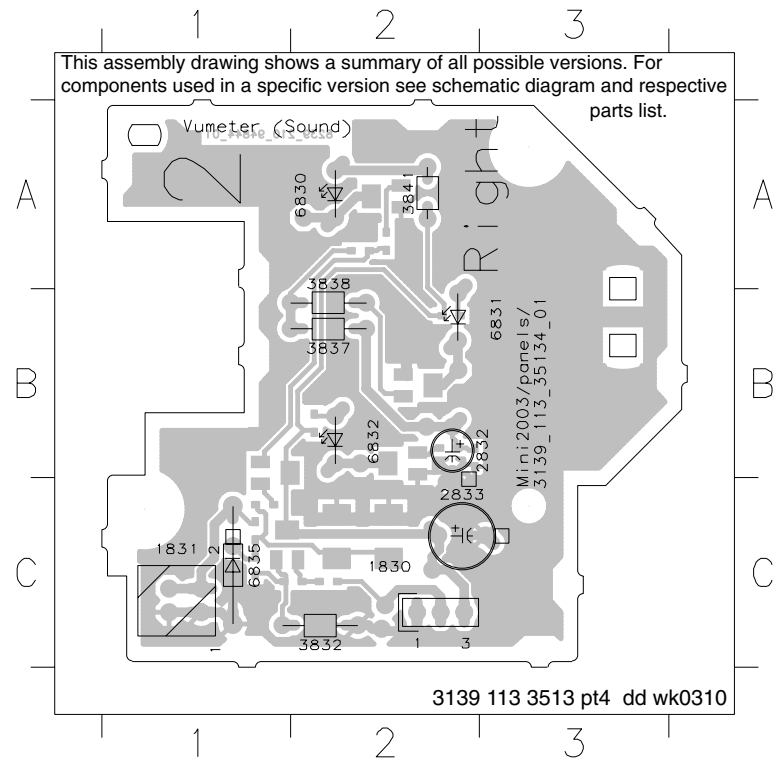 1 2 3
This assembly drawing shows a summary of all possible versions. For
components used in a specific version see schematic diagram and respective
parts list.
Vumeter (Sound)
2
Right
A
A
6830
3841
3838
3837
6831
Mini2003/panels/
3139_113_35134_01
B
B
6832
2832
2833
1831
2
6835
1830
C
C
1
3832
1 3
3139 113 3513 pt4 dd wk0310
1 2 3